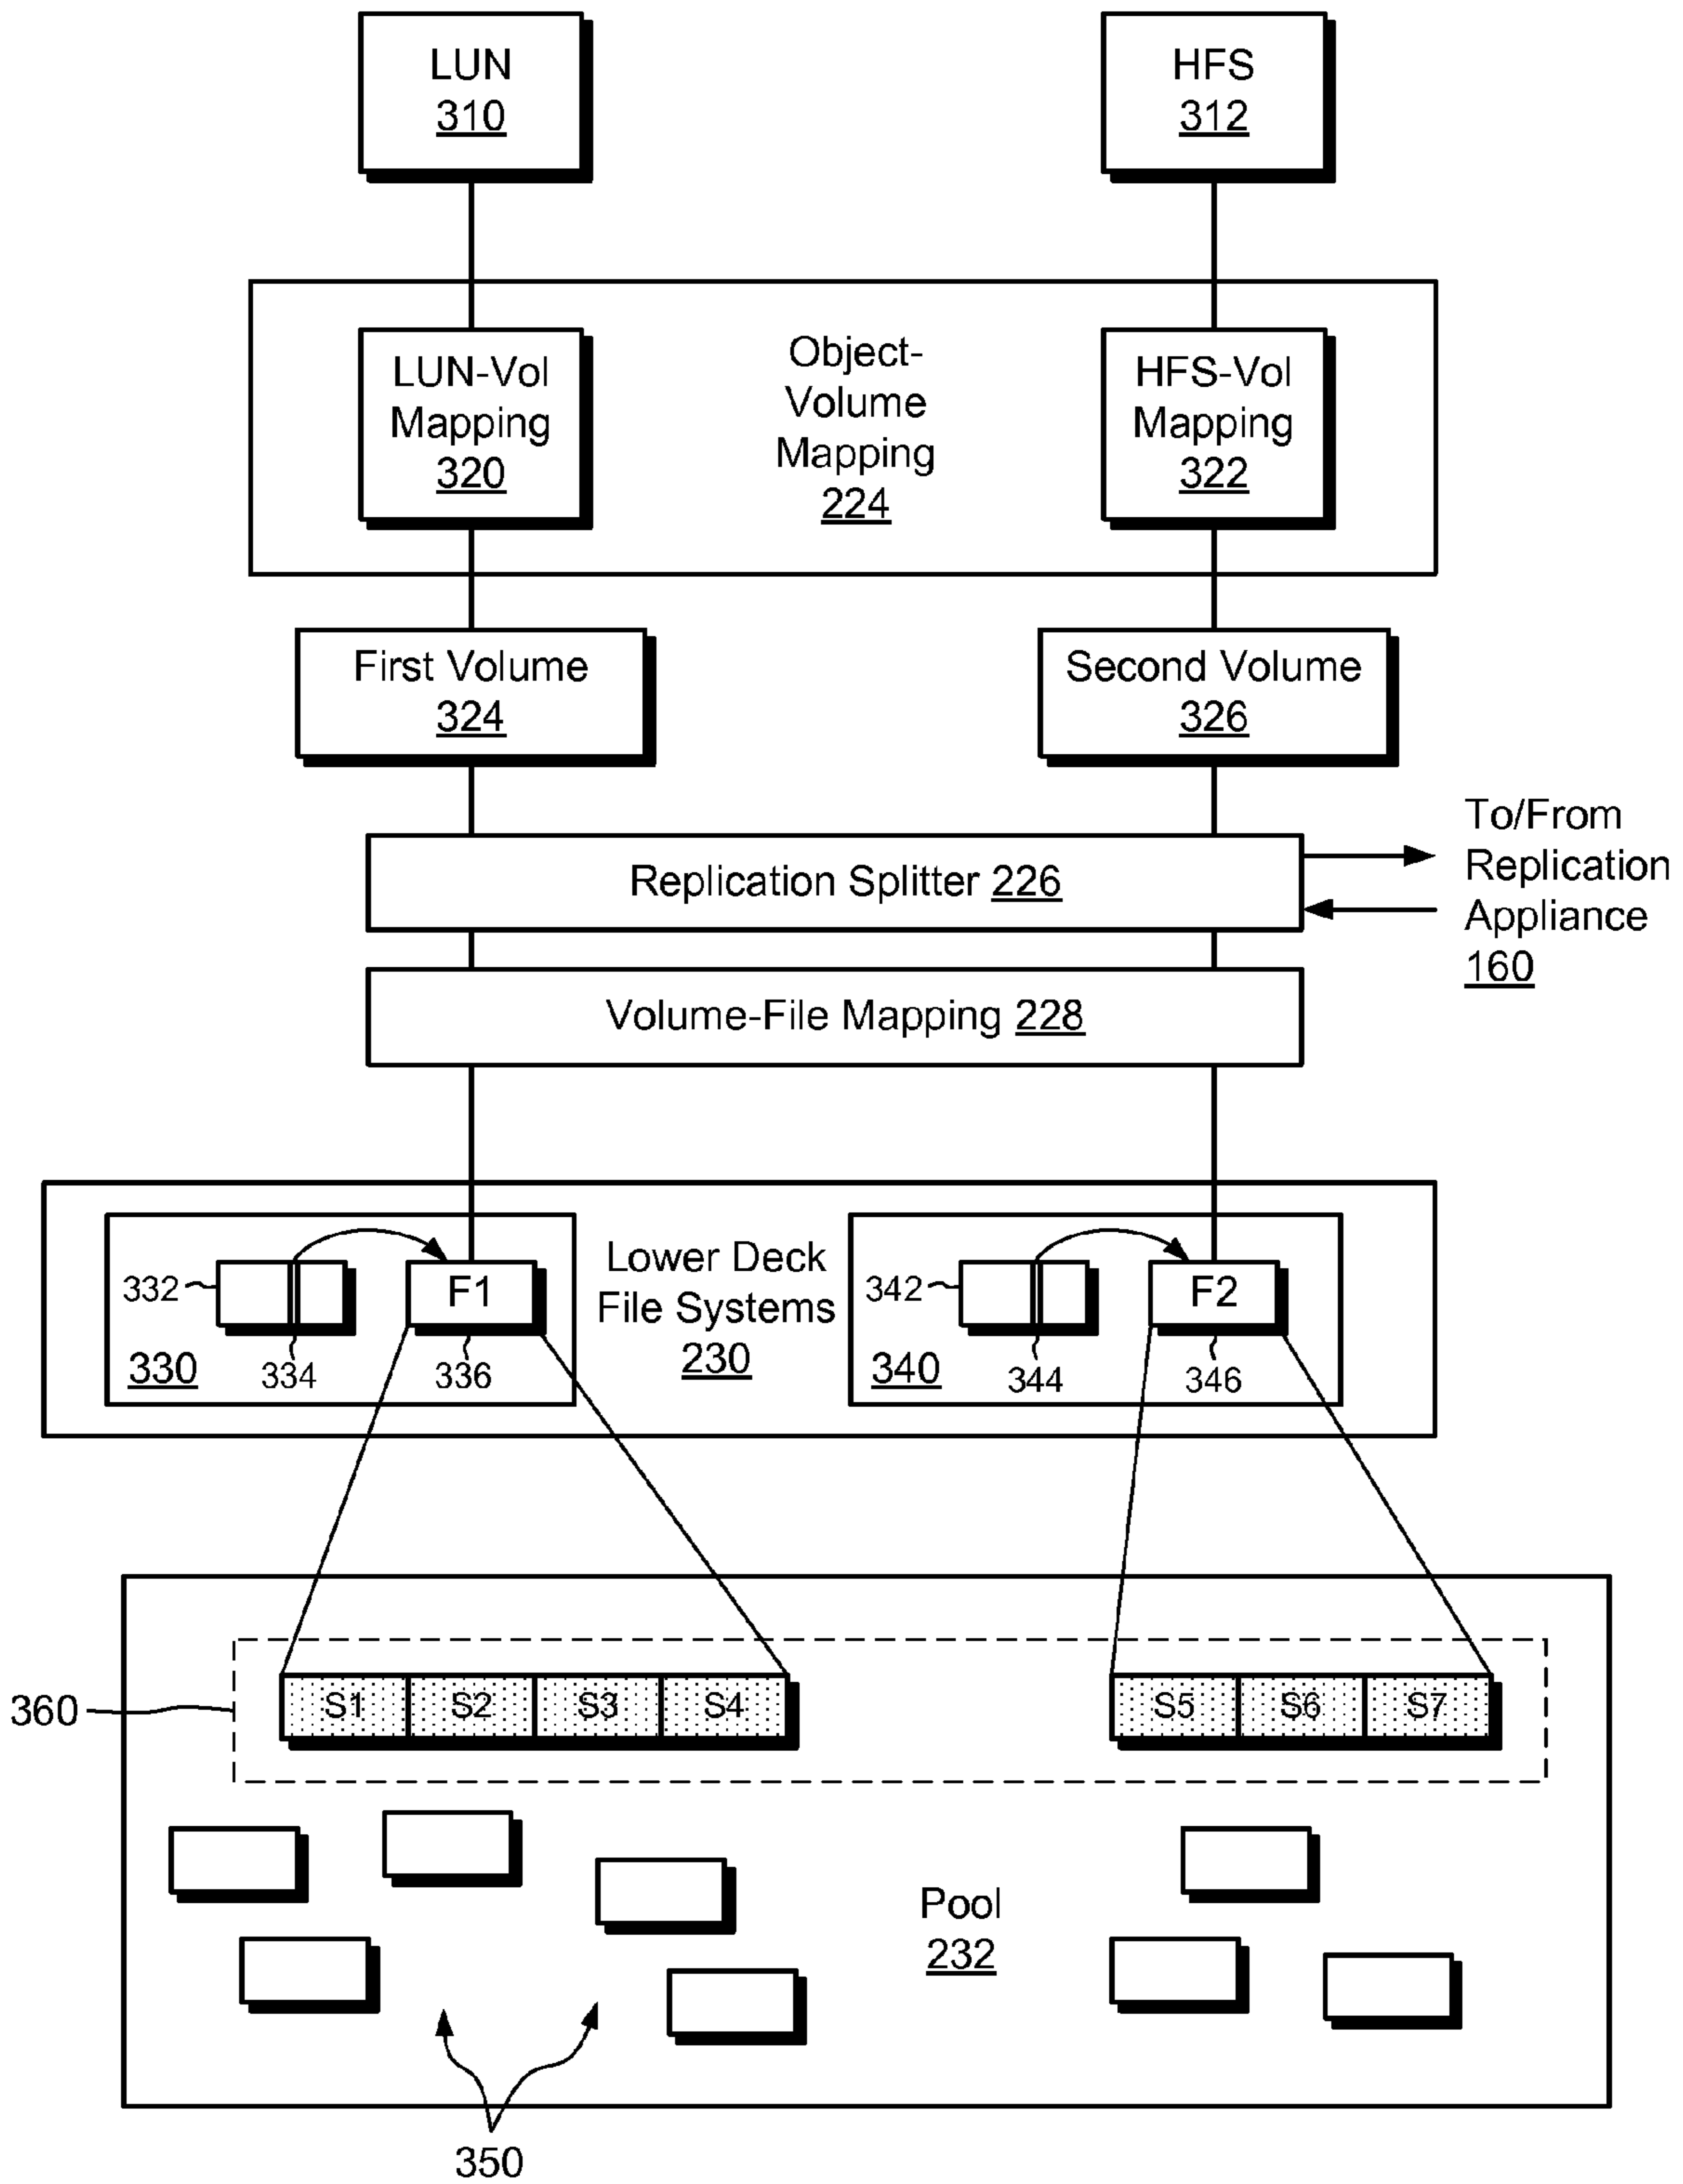 LUN
310
HFS
312
LUN-Vol
Mapping
320
Object-
Volume
Mapping
224
HFS-Vol
Mapping
322
First Volume
324
Second Volume
326
Replication Splitter 226
To/From
Replication
Appliance
160
Volume-File Mapping 228
332
334
330
F1
336
Lower Deck
File Systems
230
342
344
340
F2
346
360
S1 S2 S3 S4
S5 S6 S7
Pool
232
350